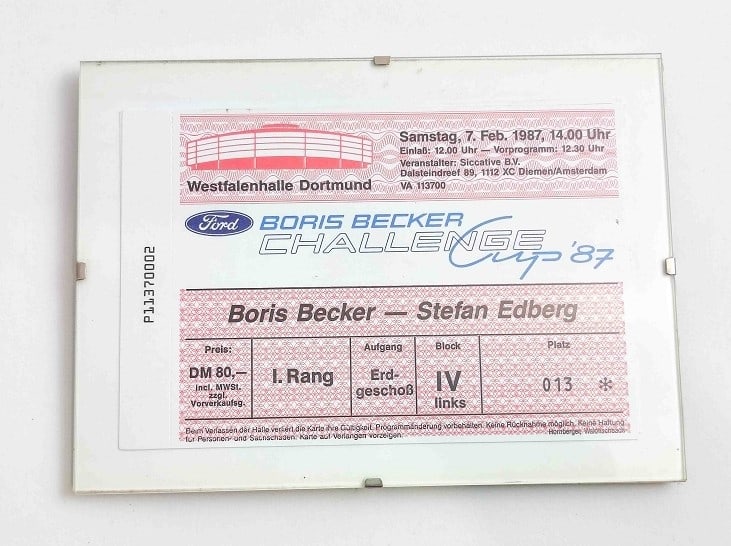 Samstag, 7. Feb. 1987, 14.00 Uhr
Einlaß: 12.00 Uhr — Vorprogramm: 12.30 Uhr
Veranstalter: Siccative B.V.
Dalsteindreef 89, 1112 XC Diemen/Amsterdam
VA 113700
Westfalenhalle Dortmund
Ford BORIS BECKER
CHALLENGE
Cup '87
P11370002
Boris Becker — Stefan Edberg
Preis:
DM 80,—
incl. MWSt.
zzgl.
Vorverkaufsg.
I. Rang
Aufgang
Erd-
geschoß
Block
IV
links
Platz
013 *
Beim Verlassen der Halle verliert die Karte ihre Gültigkeit. Programmänderung vorbehalten. Keine Rücknahme möglich. Keine Haftung
für Personen- und Sachschäden. Karte auf Verlangen vorzeigen.